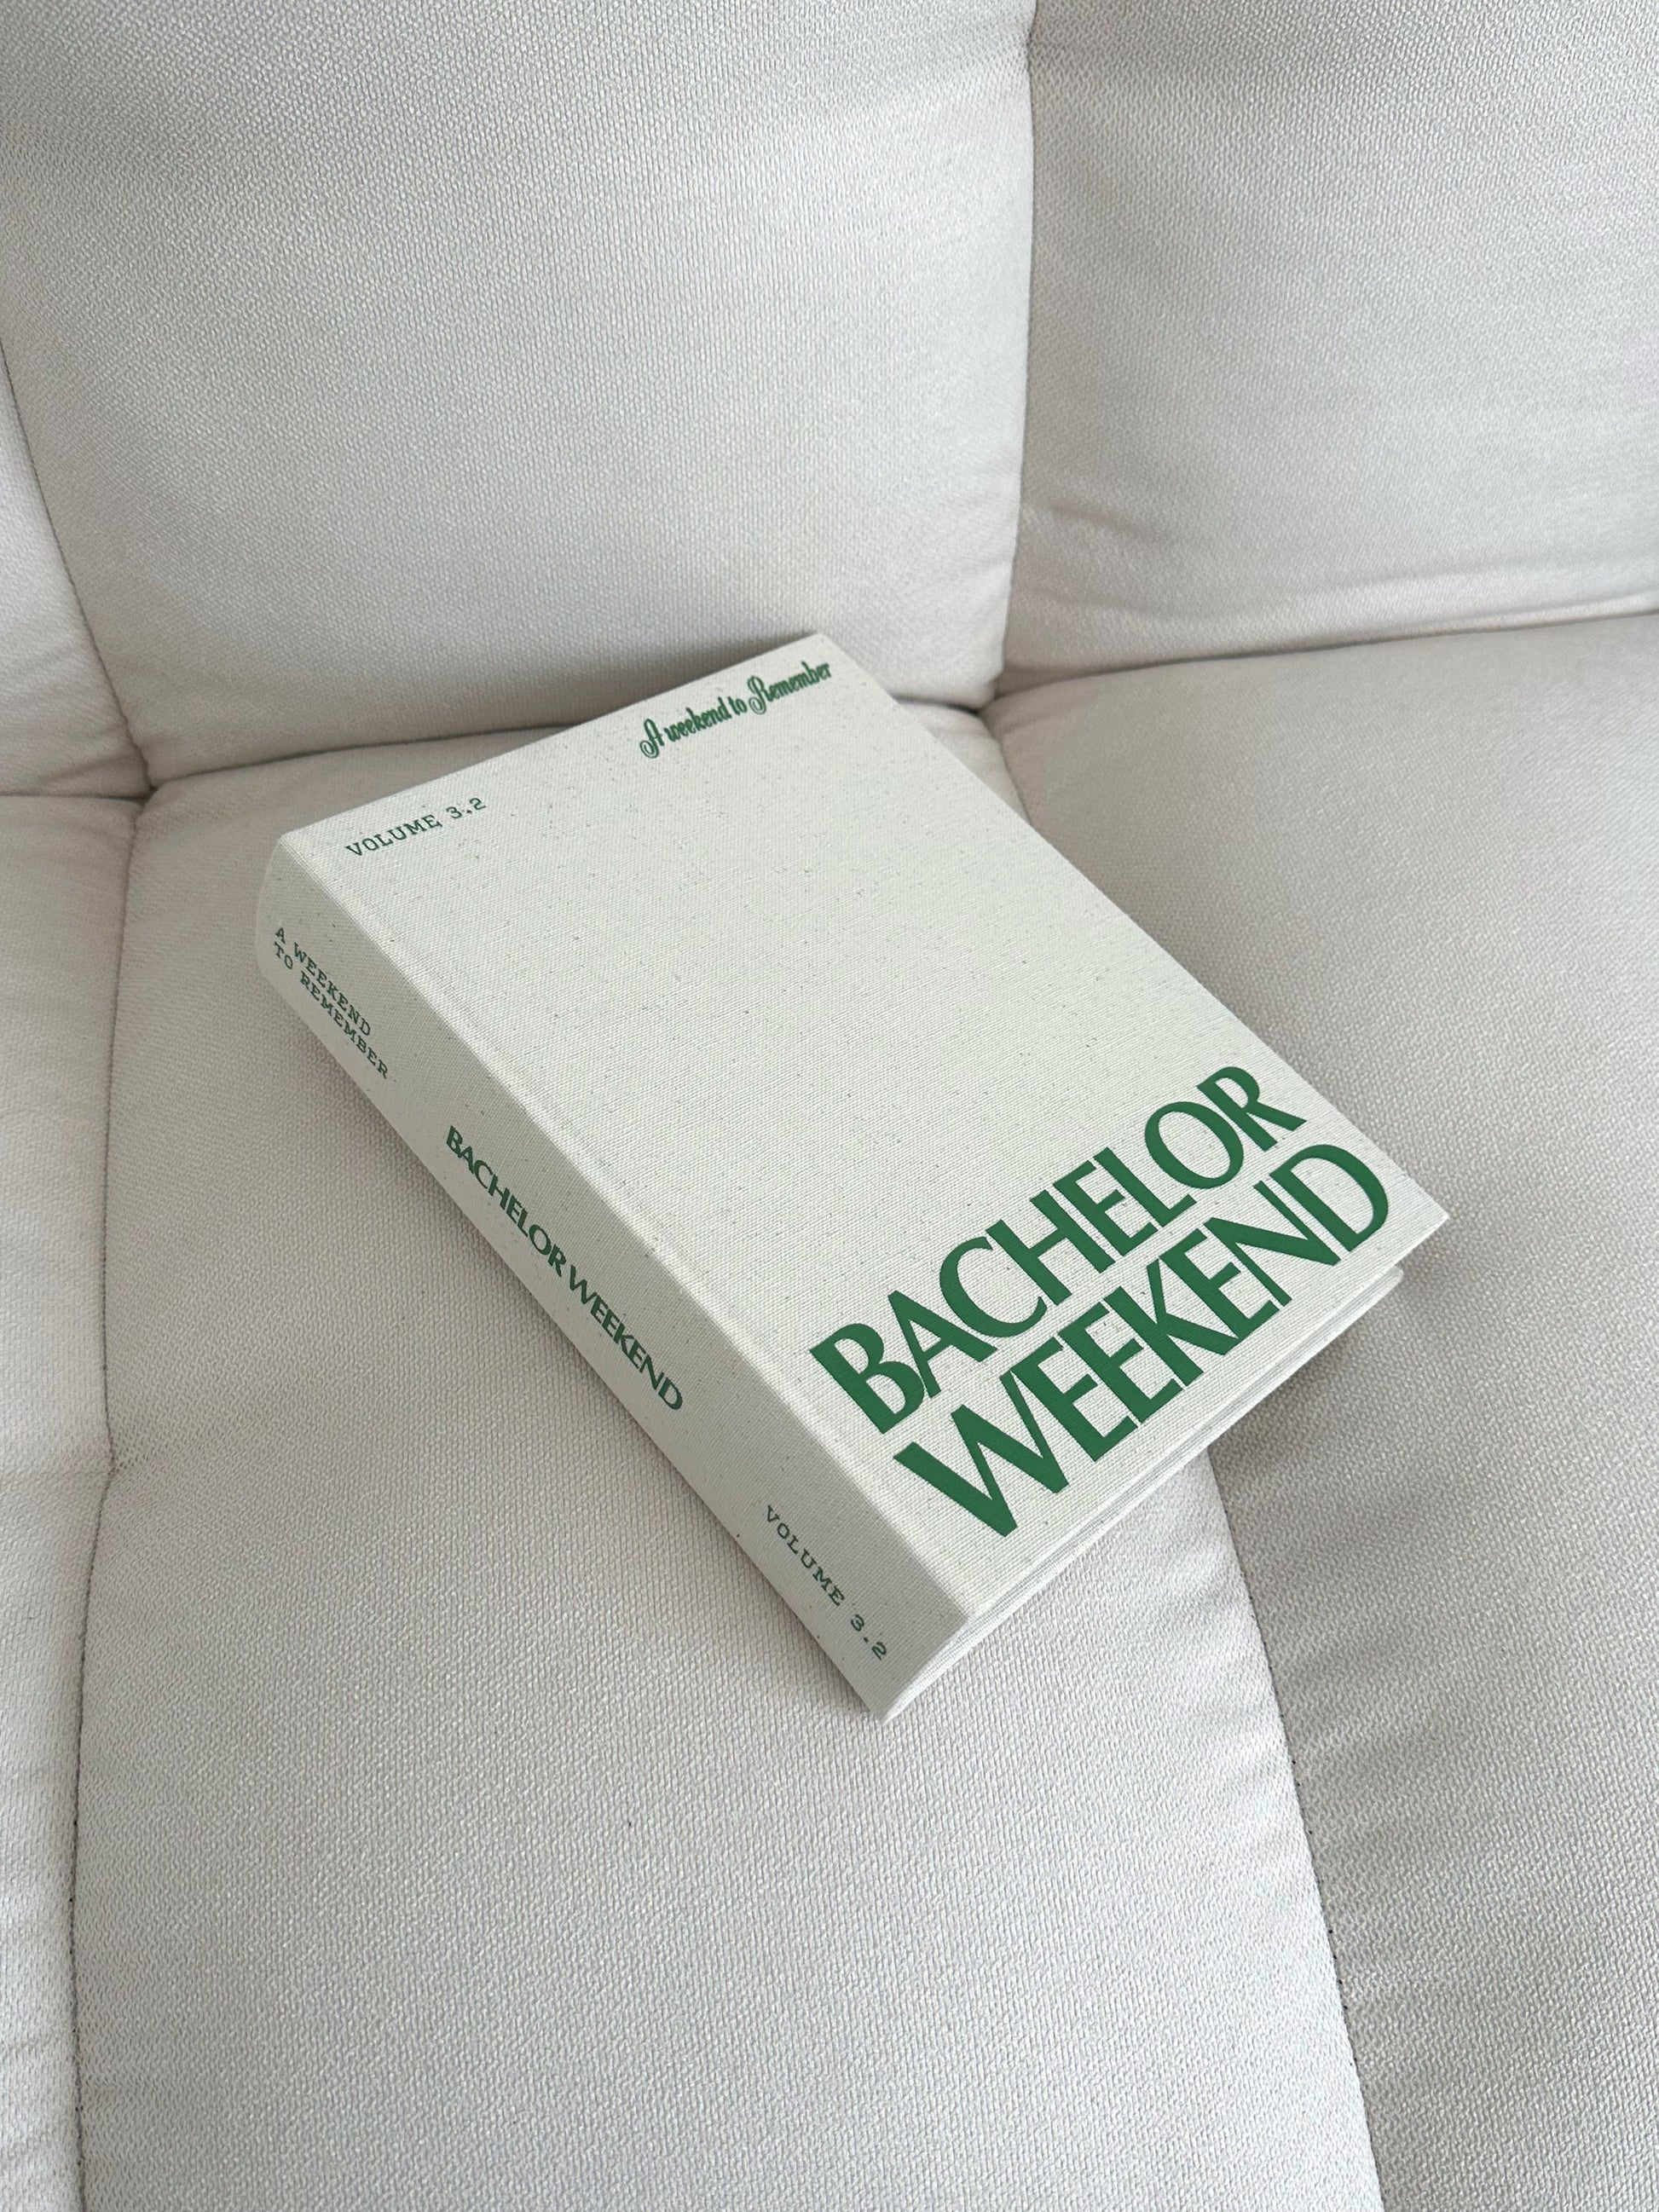 VOLUME 3.2
A weekend to Remember
BACHELOR
WEEKEND
A WEEKEND
TO REMEMBER
BACHELOR WEEKEND
VOLUME 3.2